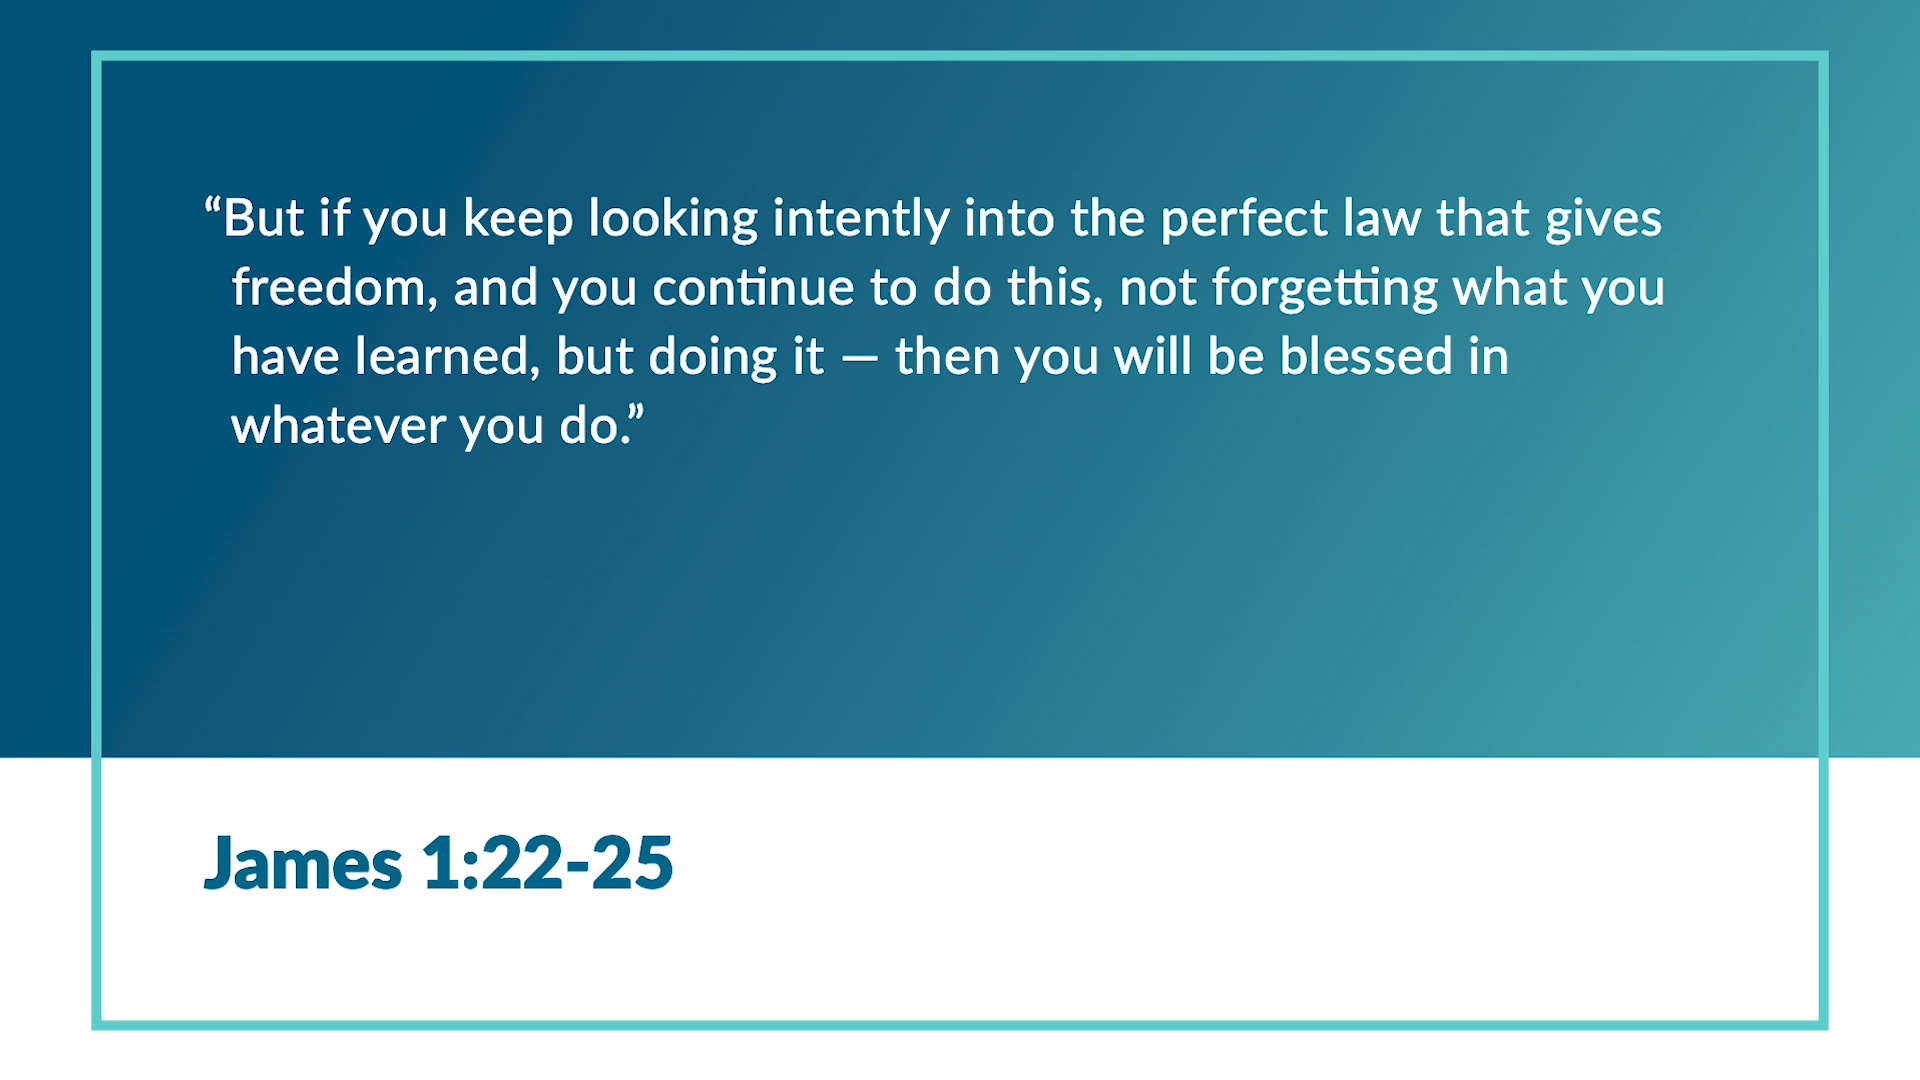 “But if you keep looking intently into the perfect law that gives
freedom, and you continue to do this, not forgetting what you
have learned, but doing it — then you will be blessed in
whatever you do.”
James 1:22-25